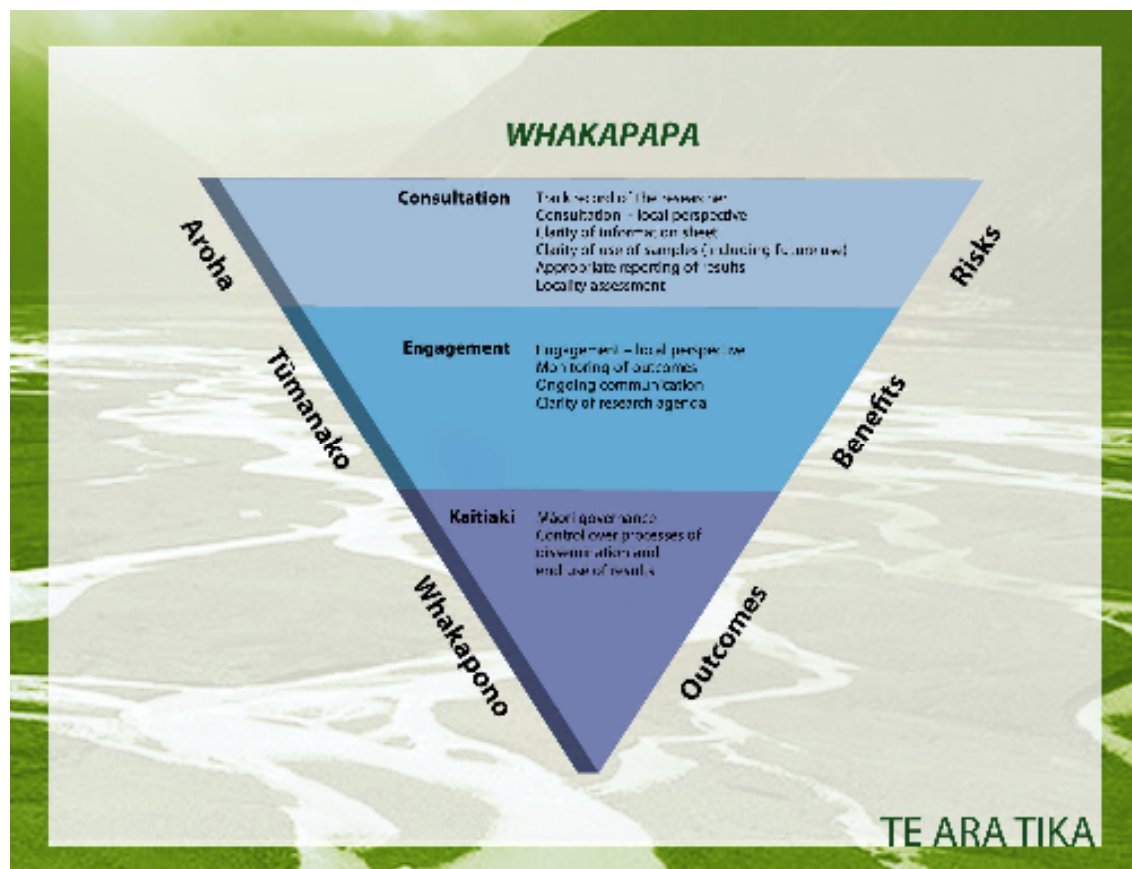 WHAKAPAPA
Consultation
Track record of the researcher
Consultation – local perspective
Clarity of information sheet
Clarity of use of samples (including future use)
Appropriate reporting of results
Locality assessment
Aroha
Risks
Engagement
Engagement – local perspective
Monitoring of outcomes
Ongoing communication
Clarity of research agenda
Tūmanako
Benefits
Kaitiaki
Māori governance
Control over processes of
dissemination and
end use of results
Whakapono
Outcomes
TE ARA TIKA